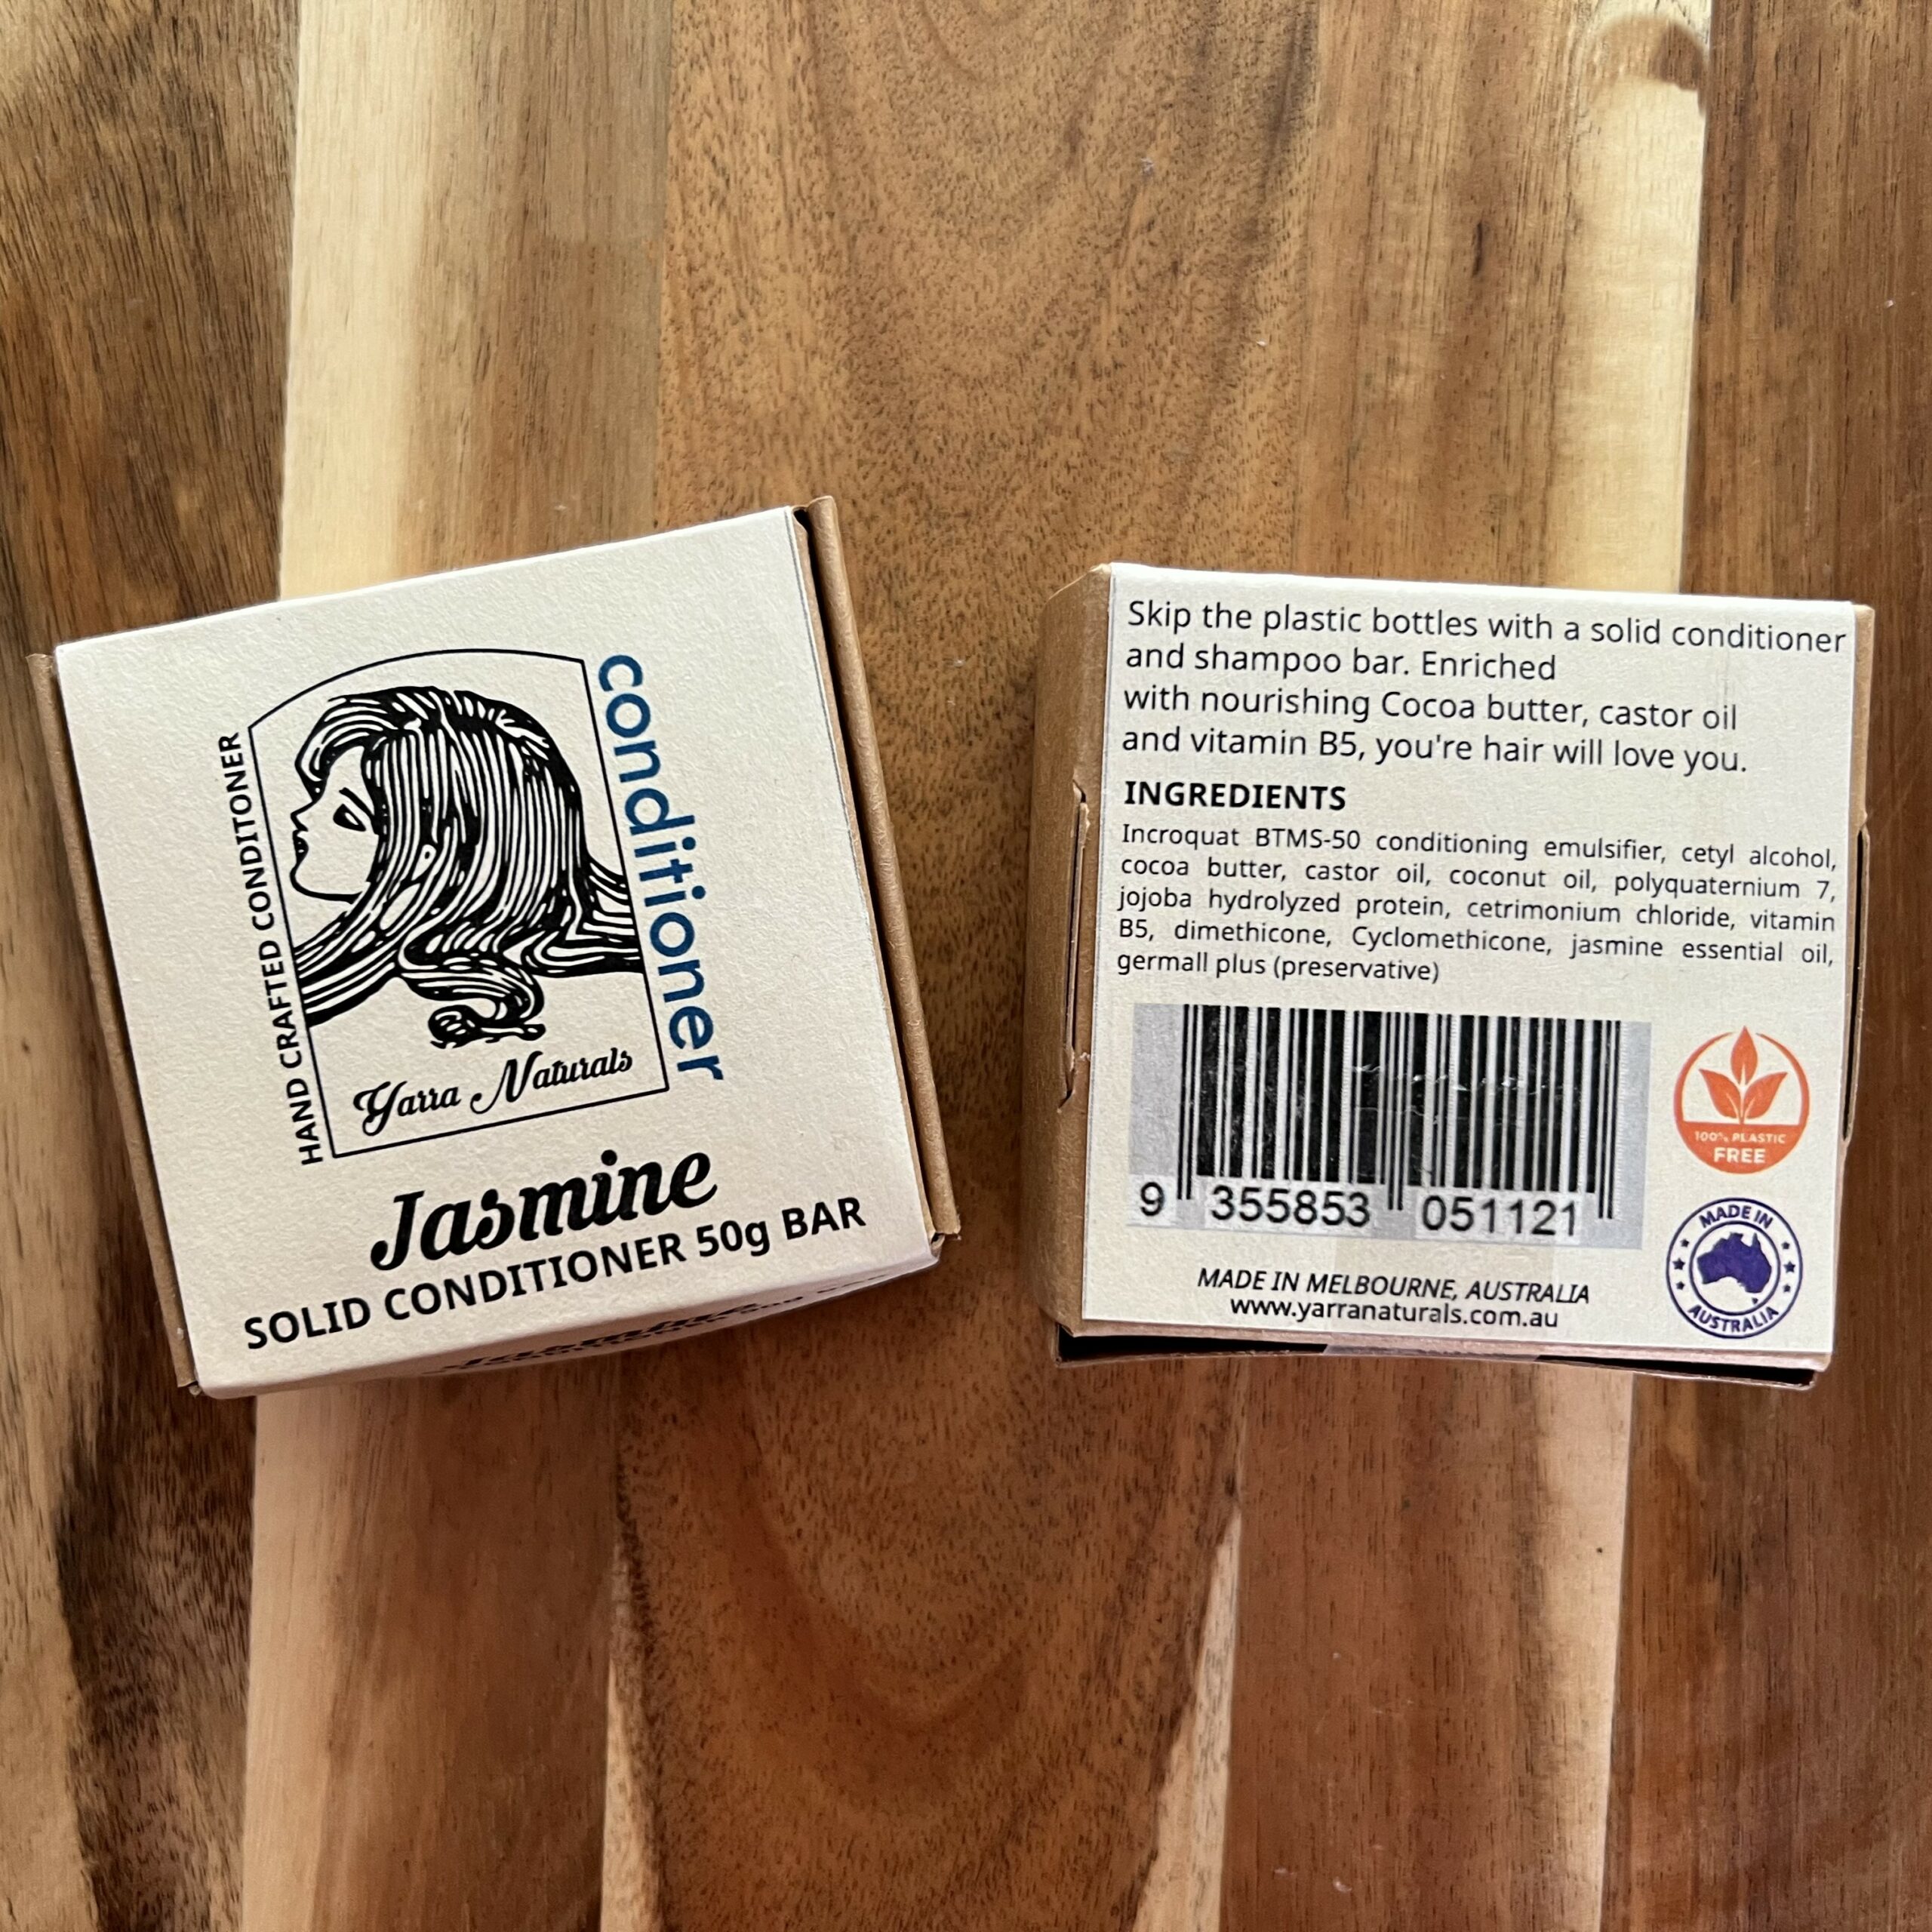 HAND CRAFTED CONDITONER
conditioner
Yarra Naturals
Jasmine
SOLID CONDITIONER 50g BAR
Skip the plastic bottles with a solid conditioner
and shampoo bar. Enriched
with nourishing Cocoa butter, castor oil
and vitamin B5, you're hair will love you.
INGREDIENTS
Incroquat BTMS-50 conditioning emulsifier, cetyl alcohol,
cocoa butter, castor oil, coconut oil, polyquaternium 7,
jojoba hydrolyzed protein, cetrimonium chloride, vitamin
B5, dimethicone, Cyclomethicone, jasmine essential oil,
germall plus (preservative)
9 355853 051121
100% PLASTIC
FREE
MADE IN
AUSTRALIA
MADE IN MELBOURNE, AUSTRALIA
www.yarranaturals.com.au